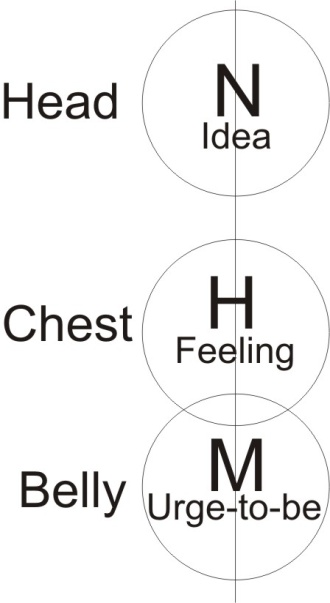 N
Head
Idea
H
Chest
Feeling
M
Belly
Urge-to-be